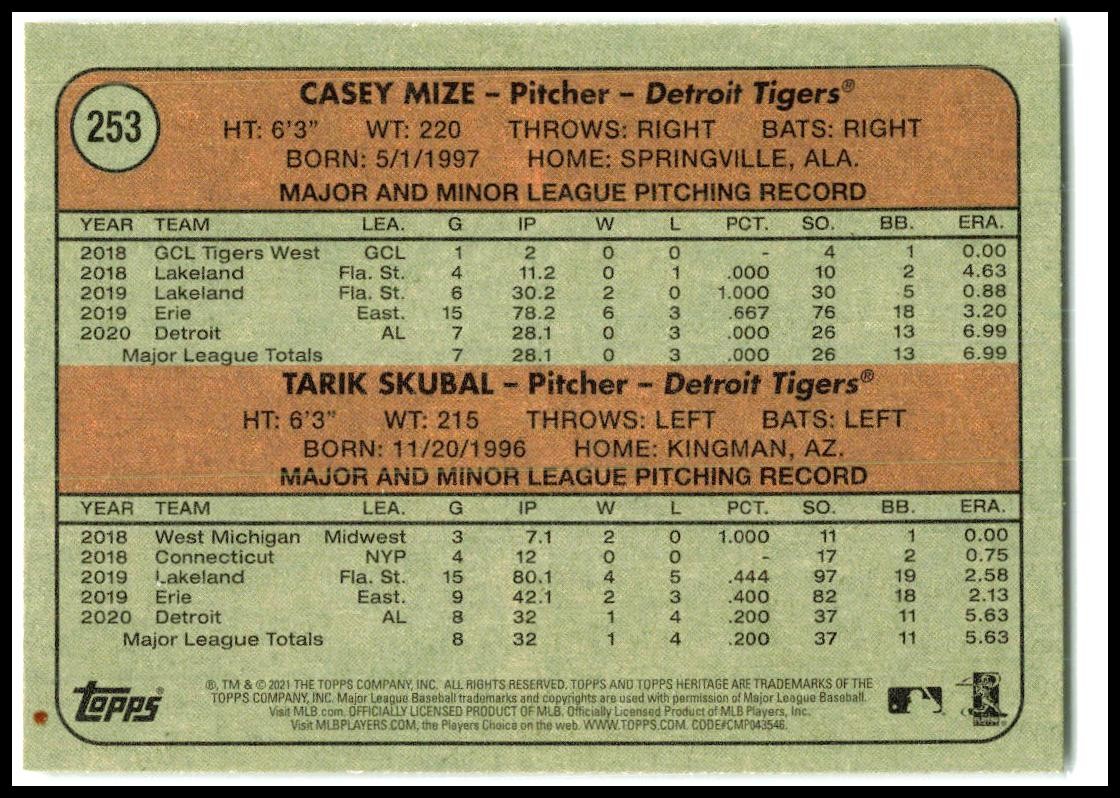 253
CASEY MIZE – Pitcher – Detroit Tigers®
HT: 6'3" WT: 220 THROWS: RIGHT BATS: RIGHT
BORN: 5/1/1997 HOME: SPRINGVILLE, ALA.
MAJOR AND MINOR LEAGUE PITCHING RECORD
YEAR TEAM LEA. G IP W L PCT. SO. BB. ERA.
2018 GCL Tigers West GCL 1 2 0 0 - 4 1 0.00
2018 Lakeland Fla. St. 4 11.2 0 1 .000 10 2 4.63
2019 Lakeland Fla. St. 6 30.2 2 0 1.000 30 5 0.88
2019 Erie East. 15 78.2 6 3 .667 76 18 3.20
2020 Detroit AL 7 28.1 0 3 .000 26 13 6.99
Major League Totals 7 28.1 0 3 .000 26 13 6.99
TARIK SKUBAL – Pitcher – Detroit Tigers®
HT: 6'3" WT: 215 THROWS: LEFT BATS: LEFT
BORN: 11/20/1996 HOME: KINGMAN, AZ.
MAJOR AND MINOR LEAGUE PITCHING RECORD
YEAR TEAM LEA. G IP W L PCT. SO. BB. ERA.
2018 West Michigan Midwest 3 7.1 2 0 1.000 11 1 0.00
2018 Connecticut NYP 4 12 0 0 - 17 2 0.75
2019 Lakeland Fla. St. 15 80.1 4 5 .444 97 19 2.58
2019 Erie East. 9 42.1 2 3 .400 82 18 2.13
2020 Detroit AL 8 32 1 4 .200 37 11 5.63
Major League Totals 8 32 1 4 .200 37 11 5.63
topps®
®, TM & © 2021 THE TOPPS COMPANY, INC. ALL RIGHTS RESERVED. TOPPS AND TOPPS HERITAGE ARE TRADEMARKS OF THE
TOPPS COMPANY, INC. Major League Baseball trademarks and copyrights are used with permission of Major League Baseball.
Visit MLB.com. OFFICIALLY LICENSED PRODUCT OF MLB. Officially Licensed Product of MLB Players, Inc.
Visit MLBPLAYERS.COM, the Players Choice on the web. WWW.TOPPS.COM. CODE#CMP043546.